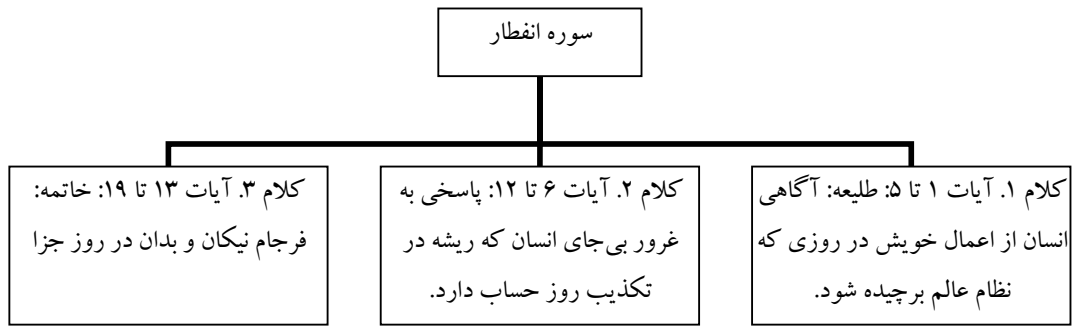 سوره انفطار
کلام ۱. آیات ۱ تا ۵: طلیعه: آگاهی
انسان از اعمال خویش در روزی که
نظام عالم برچیده شود.
کلام ۲. آیات ۶ تا ۱۲: پاسخی به
غرور بی‌جای انسان که ریشه در
تکذیب روز حساب دارد.
کلام ۳. آیات ۱۳ تا ۱۹: خاتمه:
فرجام نیکان و بدان در روز جزا